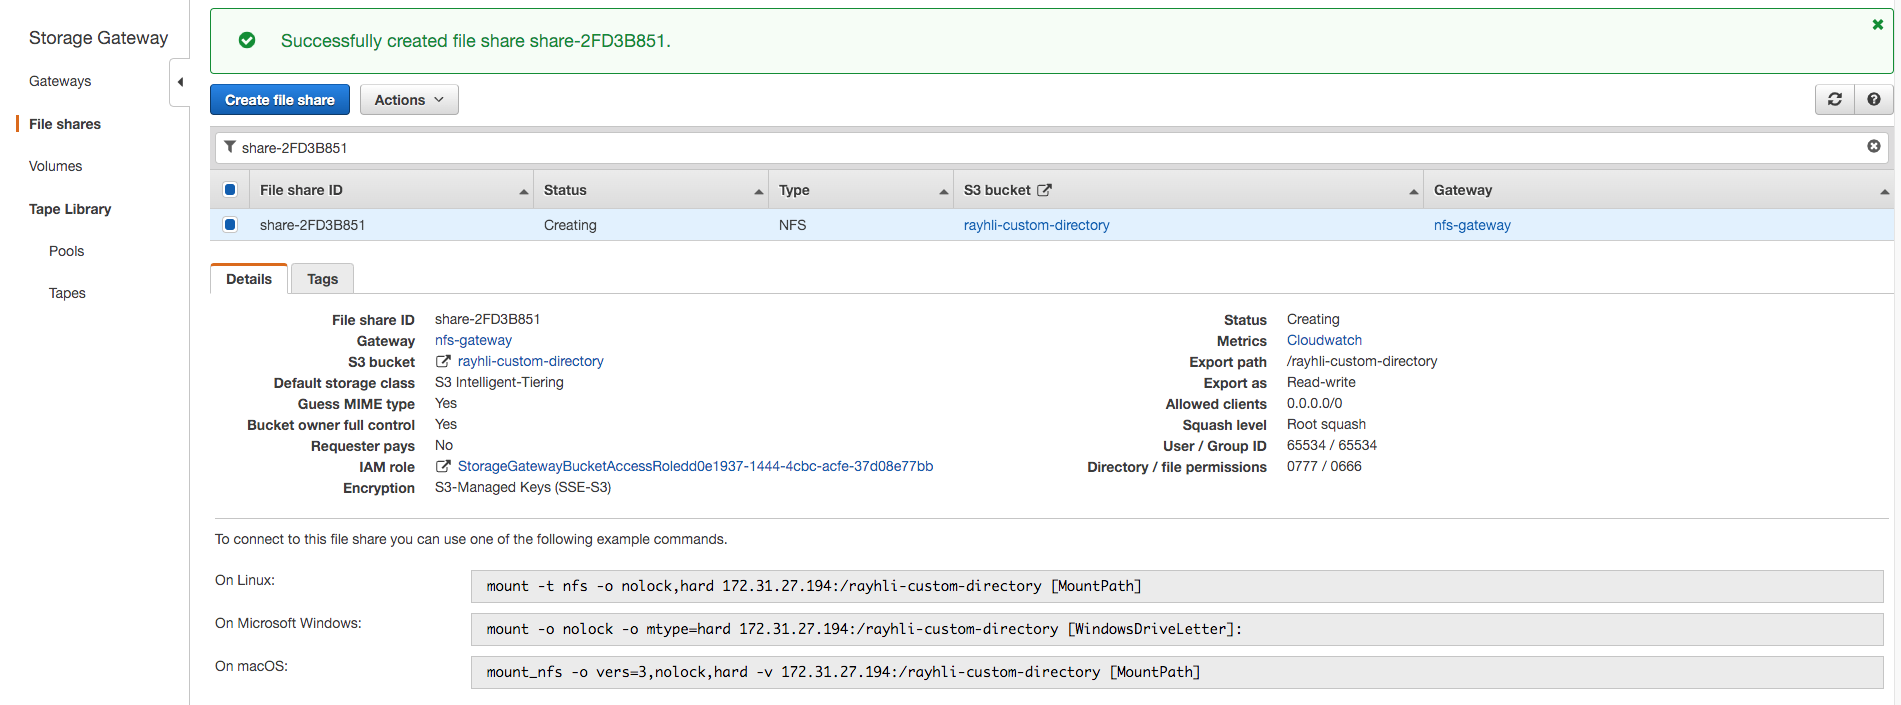 Storage Gateway
Gateways
File shares
Volumes
Tape Library
Pools
Tapes
Successfully created file share share-2FD3B851.
Create file share Actions
share-2FD3B851
File share ID Status Type S3 bucket Gateway
share-2FD3B851 Creating NFS rayhli-custom-directory nfs-gateway
Details Tags
File share ID share-2FD3B851
Gateway nfs-gateway
S3 bucket rayhli-custom-directory
Default storage class S3 Intelligent-Tiering
Guess MIME type Yes
Bucket owner full control Yes
Requester pays No
IAM role StorageGatewayBucketAccessRoledd0e1937-1444-4cbc-acfe-37d08e77bb
Encryption S3-Managed Keys (SSE-S3)
Status Creating
Metrics Cloudwatch
Export path /rayhli-custom-directory
Export as Read-write
Allowed clients 0.0.0.0/0
Squash level Root squash
User / Group ID 65534 / 65534
Directory / file permissions 0777 / 0666
To connect to this file share you can use one of the following example commands.
On Linux: mount -t nfs -o nolock,hard 172.31.27.194:/rayhli-custom-directory [MountPath]
On Microsoft Windows: mount -o nolock -o mtype=hard 172.31.27.194:/rayhli-custom-directory [WindowsDriveLetter]:
On macOS: mount_nfs -o vers=3,nolock,hard -v 172.31.27.194:/rayhli-custom-directory [MountPath]